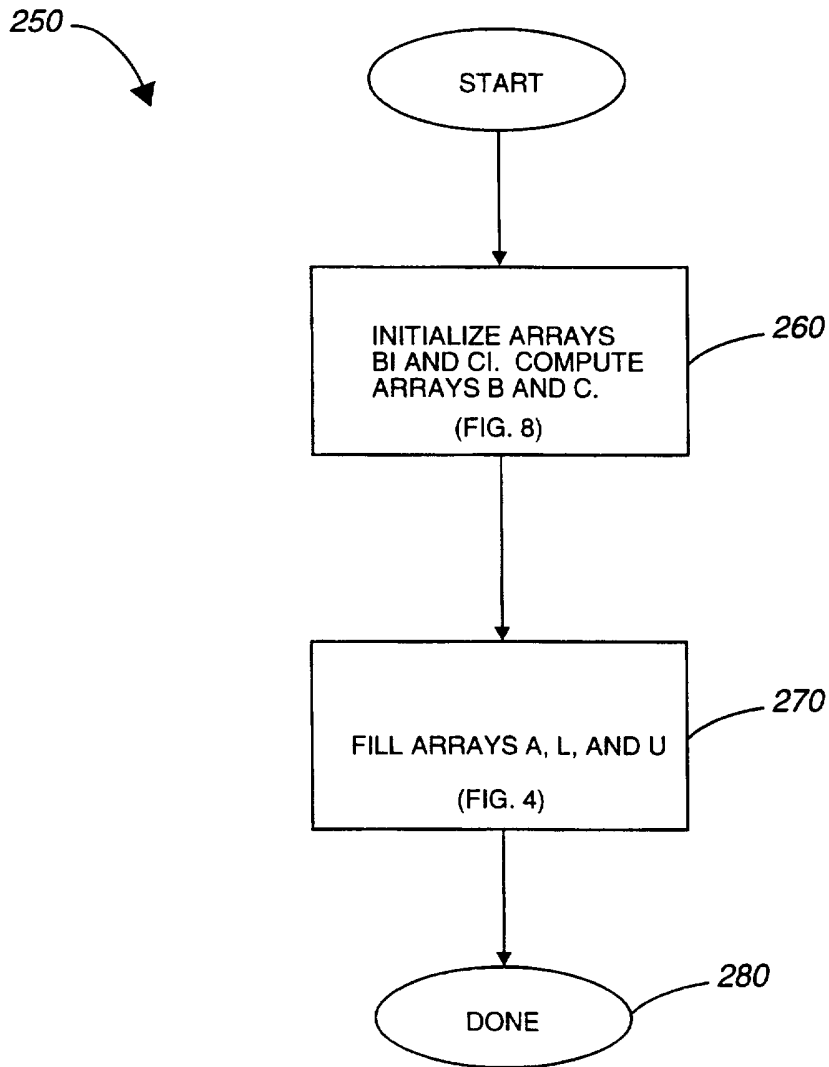 250
START
INITIALIZE ARRAYS
BI AND CI. COMPUTE
ARRAYS B AND C.
(FIG. 8)
260
FILL ARRAYS A, L, AND U
(FIG. 4)
270
DONE
280